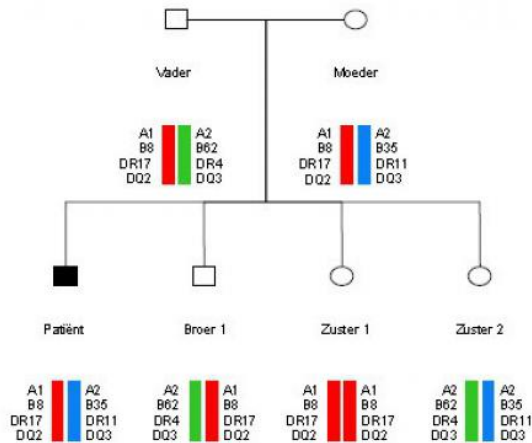 Vader Moeder
A1 A2 A1 A2
B8 B62 B8 B35
DR17 DR4 DR17 DR11
DQ2 DQ3 DQ2 DQ3
Patiënt Broer 1 Zuster 1 Zuster 2
A1 A2 A2 A1 A1 A1 A2 A2
B8 B35 B62 B8 B8 B8 B62 B35
DR17 DR11 DR4 DR17 DR17 DR17 DR4 DR11
DQ2 DQ3 DQ3 DQ2 DQ2 DQ2 DQ3 DQ3